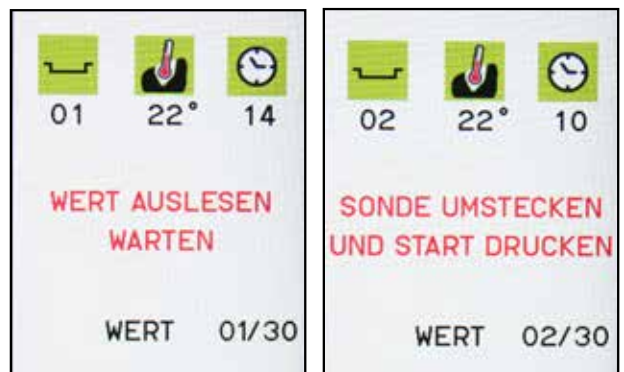 01 22° 14
WERT AUSLESEN
WARTEN
WERT 01/30
02 22° 10
SONDE UMSTECKEN
UND START DRUCKEN
WERT 02/30